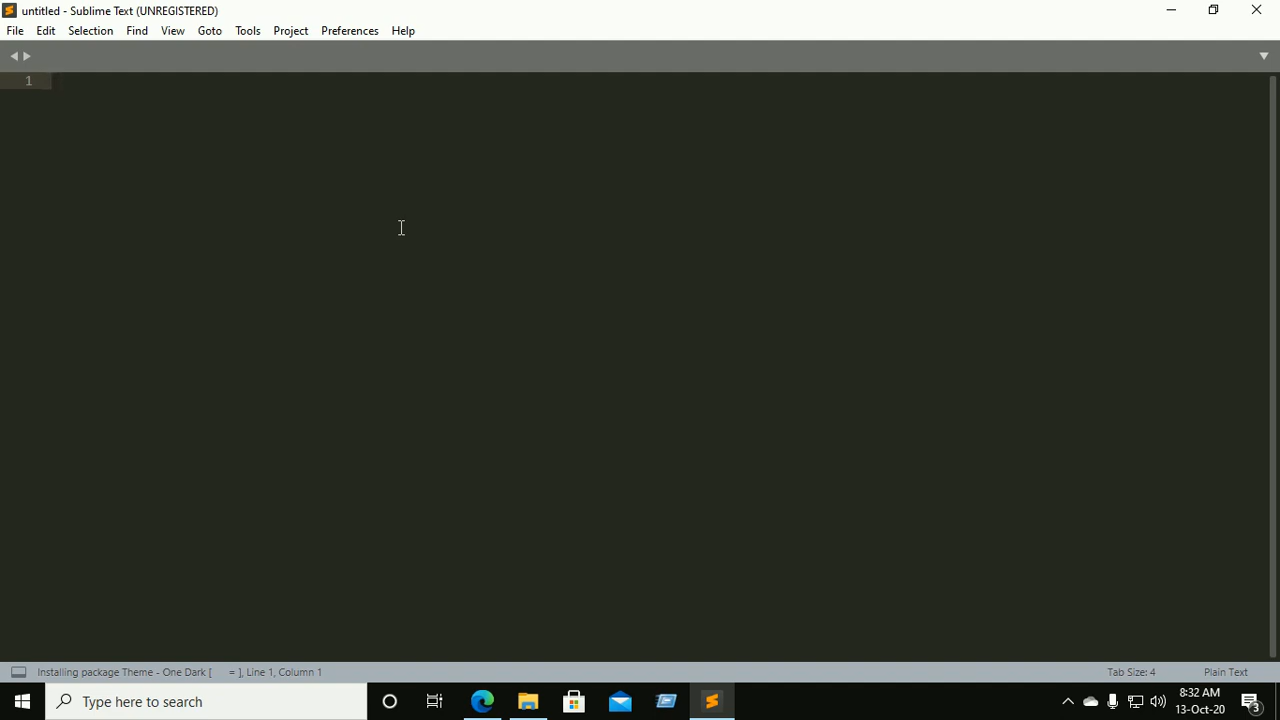 untitled - Sublime Text (UNREGISTERED)
File Edit Selection Find View Goto Tools Project Preferences Help
1
Installing package Theme - One Dark [      = ], Line 1, Column 1
Tab Size: 4
Plain Text
Type here to search
8:32 AM
13-Oct-20
3